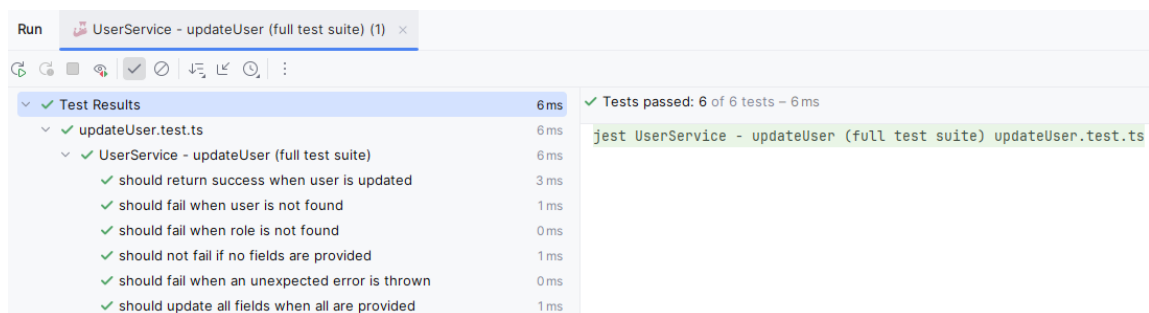 Run UserService - updateUser (full test suite) (1)
Test Results 6 ms
updateUser.test.ts 6 ms
UserService - updateUser (full test suite) 6 ms
should return success when user is updated 3 ms
should fail when user is not found 1 ms
should fail when role is not found 0 ms
should not fail if no fields are provided 1 ms
should fail when an unexpected error is thrown 0 ms
should update all fields when all are provided 1 ms
Tests passed: 6 of 6 tests – 6 ms
jest UserService - updateUser (full test suite) updateUser.test.ts